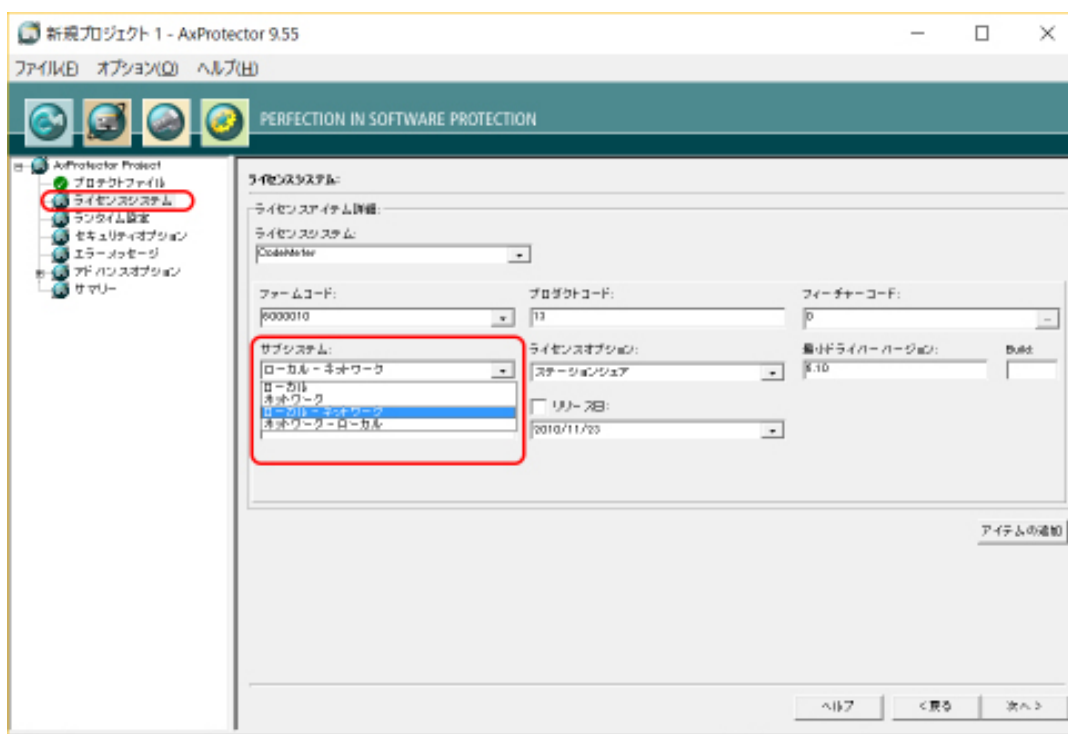 新規プロジェクト 1 - AxProtector 9.55
ファイル(F) オプション(O) ヘルプ(H)
PERFECTION IN SOFTWARE PROTECTION
AxProtector Project
プロテクトファイル
ライセンスシステム
ランタイム設定
セキュリティオプション
エラーメッセージ
アドバンスオプション
サマリー
ライセンスシステム:
ライセンスアイテム詳細:
ライセンスシステム:
CodeMeter
ファームコード: プロダクトコード: フィーチャーコード:
6000010 13 0 ...
サブシステム: ライセンスオプション: 最小ドライバーバージョン: Build:
ローカル - ネットワーク ステーションシェア
ローカル
ネットワーク
ローカル - ネットワーク
ネットワーク - ローカル
リリース日:
2010/11/23
アイテムの追加
ヘルプ < 戻る 次へ >